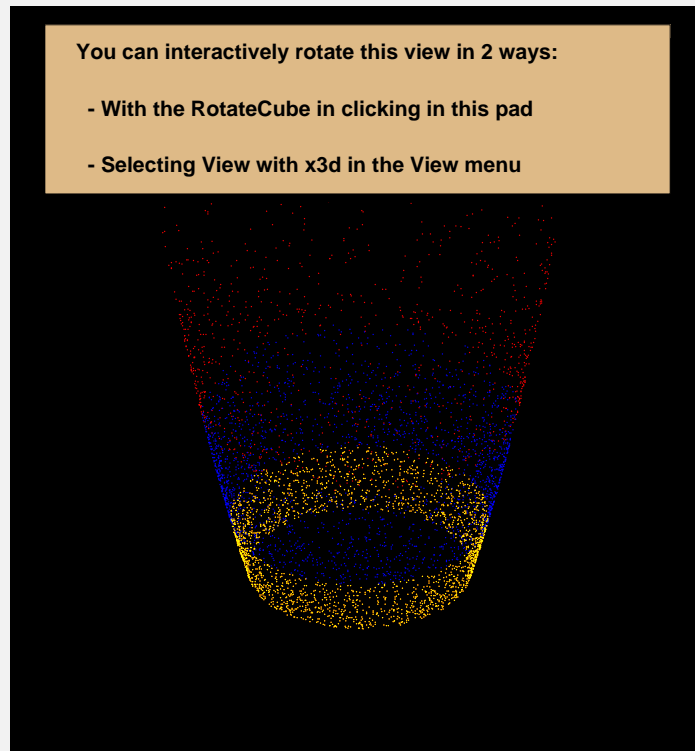 You can interactively rotate this view in 2 ways:
- With the RotateCube in clicking in this pad
- Selecting View with x3d in the View menu